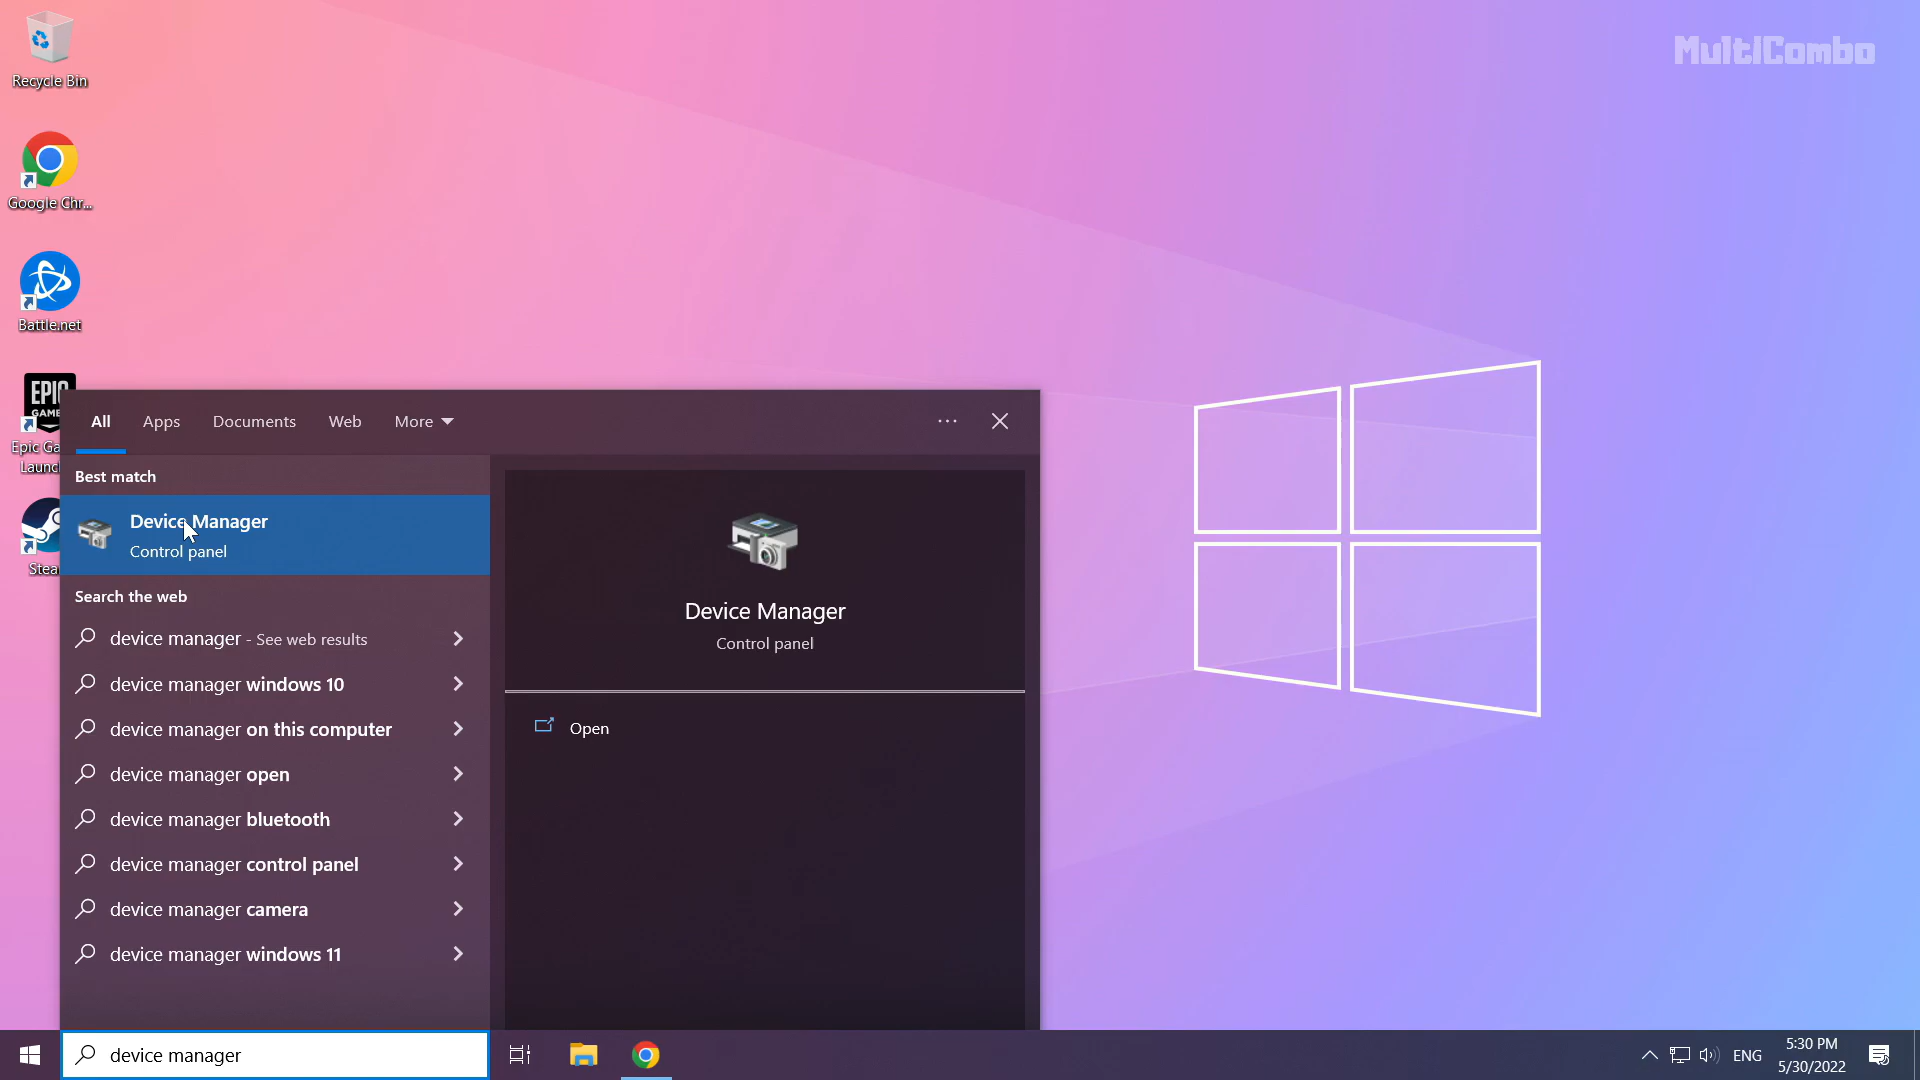 MultiCombo
Recycle Bin
Google Chr...
Battle.net
EPIC
GAMES
Epic Ga
Launc
Stea
All
Apps
Documents
Web
More
Best match
Device Manager
Control panel
Search the web
device manager - See web results
device manager windows 10
device manager on this computer
device manager open
device manager bluetooth
device manager control panel
device manager camera
device manager windows 11
Device Manager
Control panel
Open
device manager
ENG
5:30 PM
5/30/2022